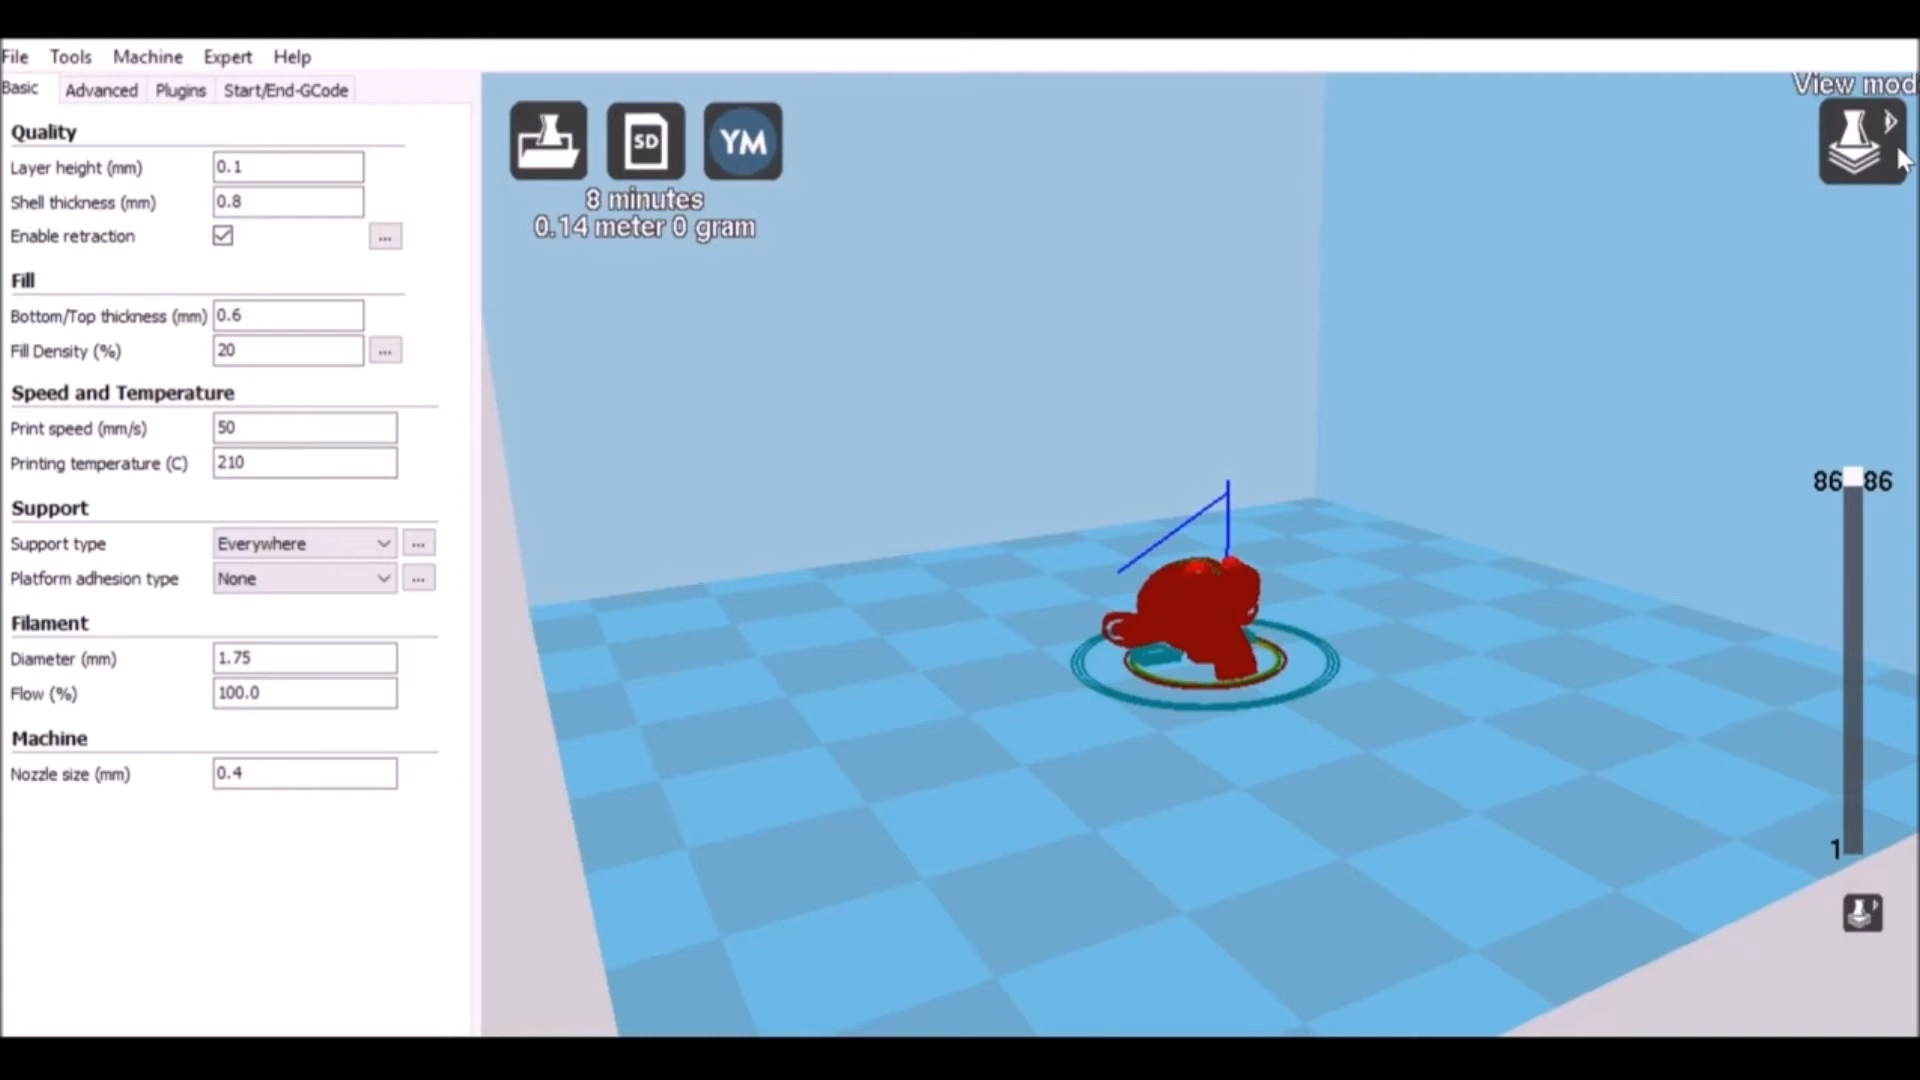 File Tools Machine Expert Help
Basic Advanced Plugins Start/End-GCode
Quality
Layer height (mm) 0.1
Shell thickness (mm) 0.8
Enable retraction ...
Fill
Bottom/Top thickness (mm) 0.6
Fill Density (%) 20 ...
Speed and Temperature
Print speed (mm/s) 50
Printing temperature (C) 210
Support
Support type Everywhere ...
Platform adhesion type None ...
Filament
Diameter (mm) 1.75
Flow (%) 100.0
Machine
Nozzle size (mm) 0.4
SD YM
8 minutes
0.14 meter 0 gram
View mod
86 86
1